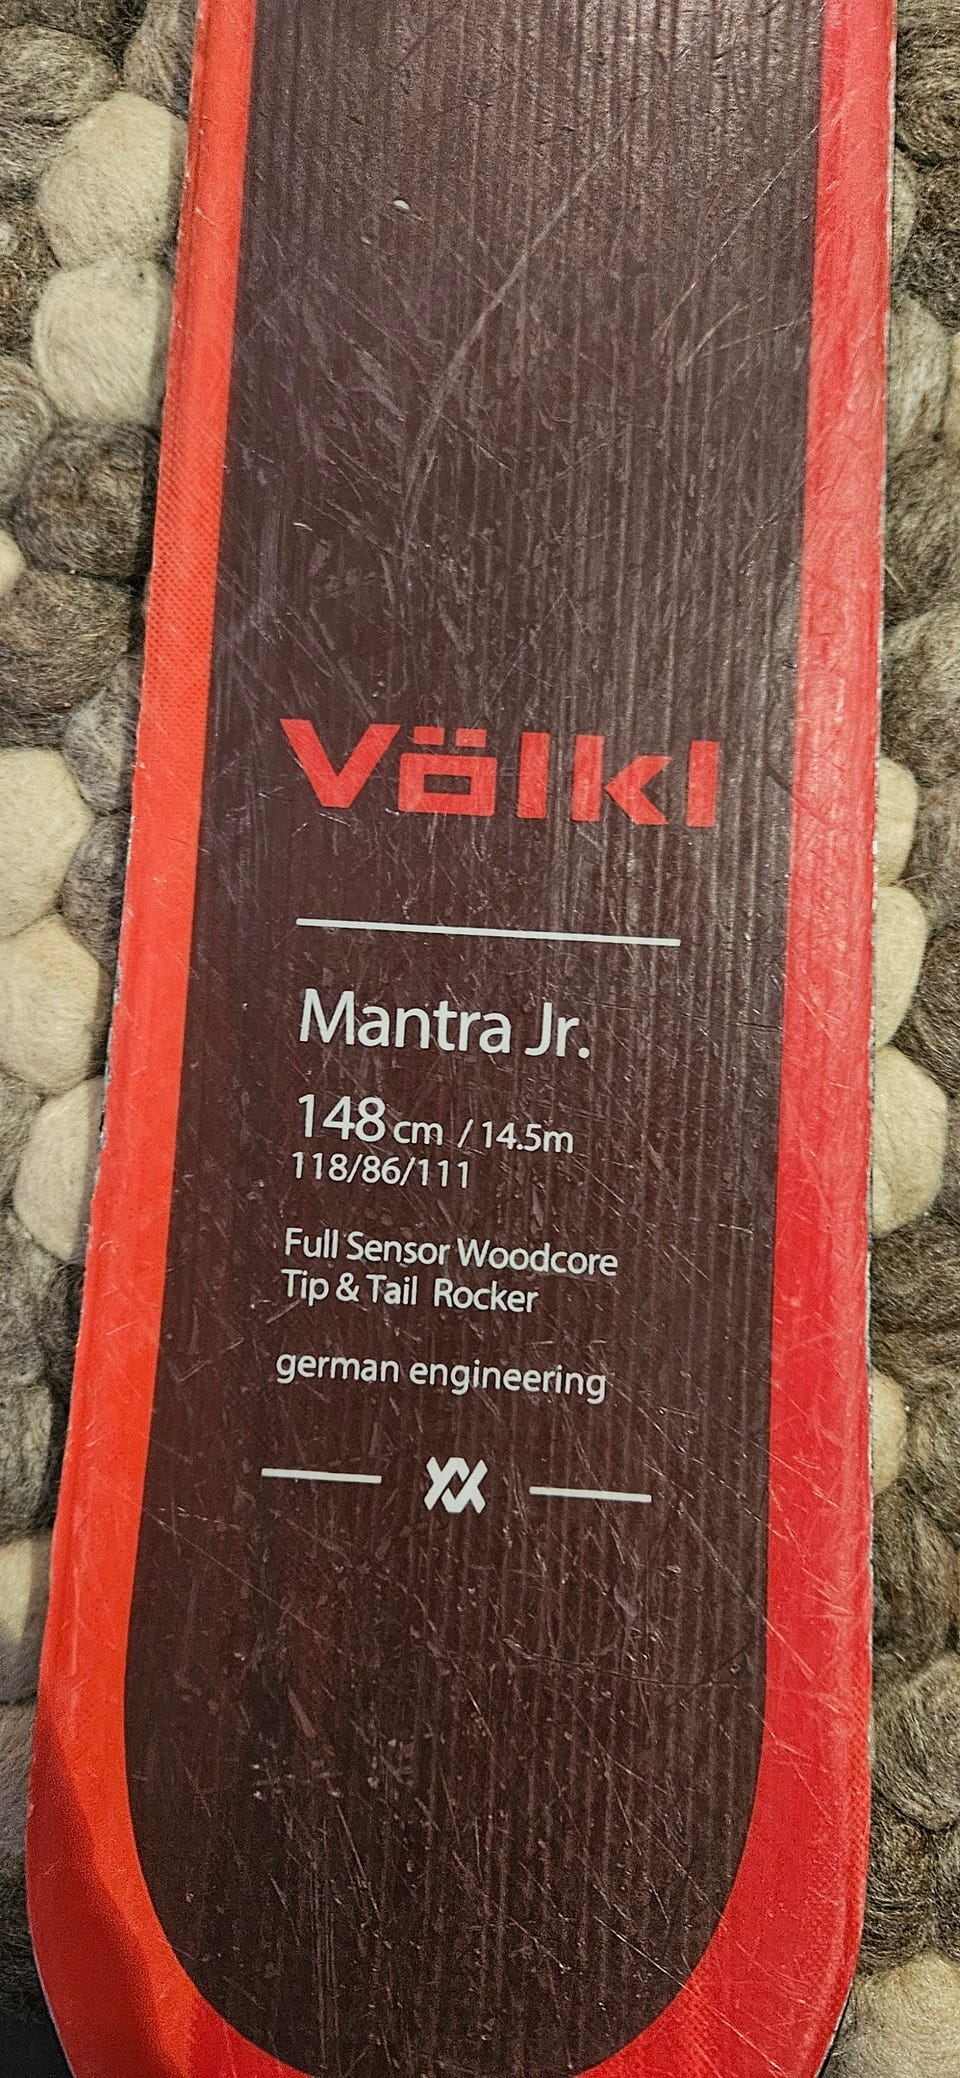 Völkl
Mantra Jr.
148 cm / 14.5m
118/86/111
Full Sensor Woodcore
Tip & Tail Rocker
german engineering